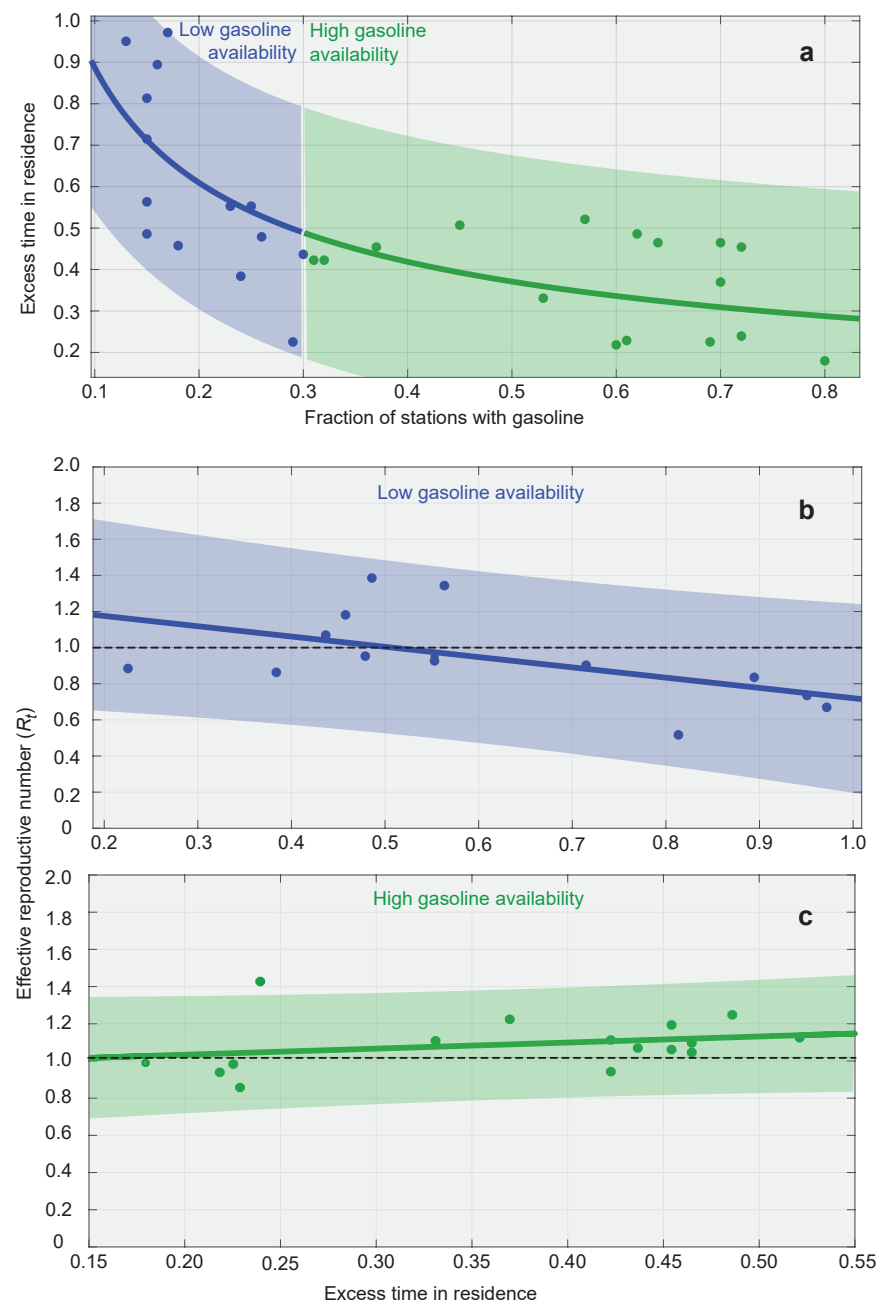 Low gasoline
availability
High gasoline
availability
a
1.0
0.9
0.8
0.7
0.6
0.5
0.4
0.3
0.2
Excess time in residence
0.1 0.2 0.3 0.4 0.5 0.6 0.7 0.8
Fraction of stations with gasoline
Low gasoline availability
b
2.0
1.8
1.6
1.4
1.2
1.0
0.8
0.6
0.4
0.2
0
0.2 0.3 0.4 0.5 0.6 0.7 0.8 0.9 1.0
Effective reproductive number (Rt)
High gasoline availability
c
2.0
1.8
1.6
1.4
1.2
1.0
0.8
0.6
0.4
0.2
0
0.15 0.20 0.25 0.30 0.35 0.40 0.45 0.50 0.55
Excess time in residence